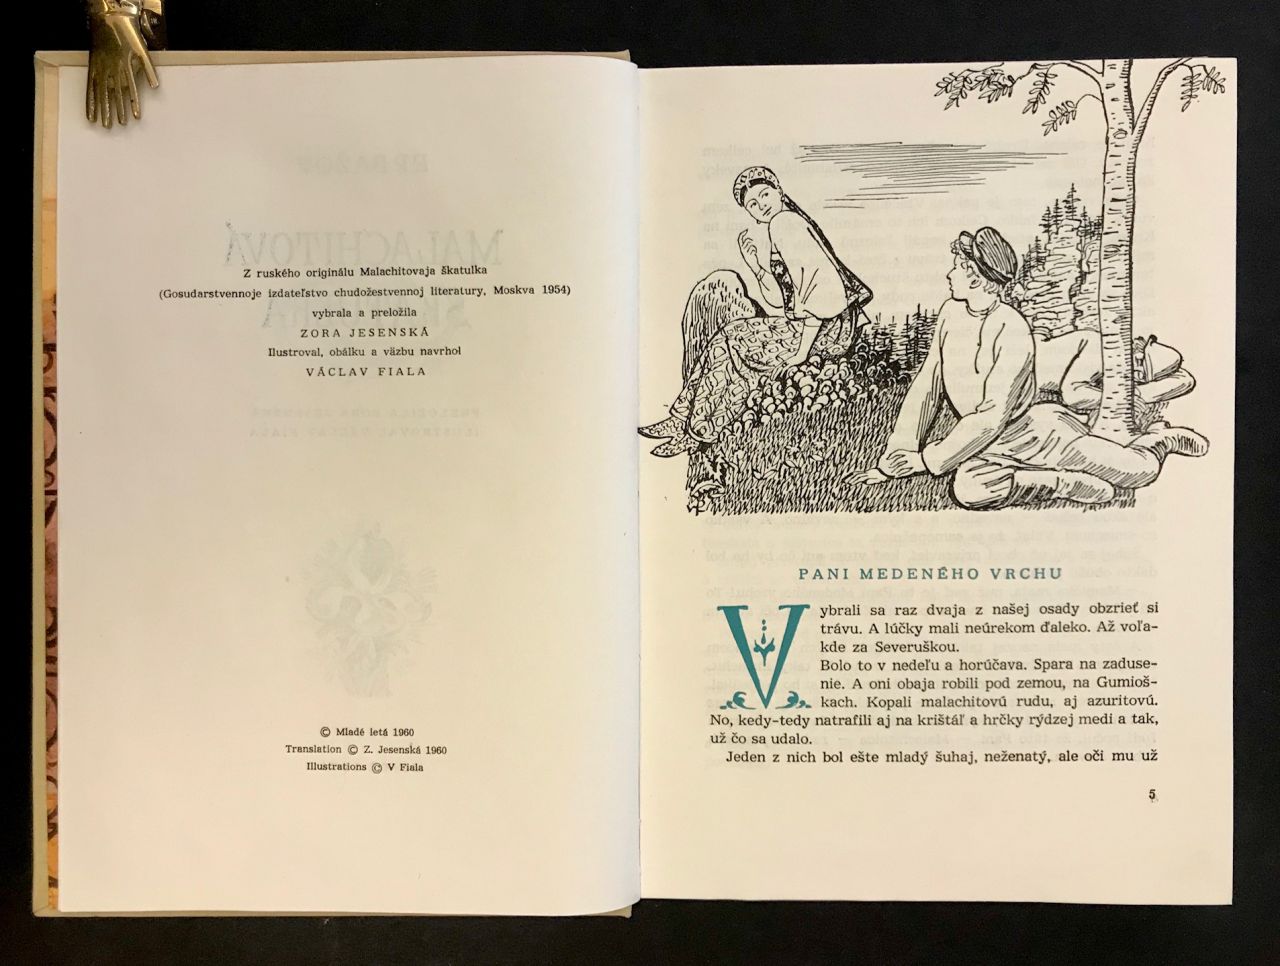 Z ruského originálu Malachitovaja škatulka
(Gosudarstvennoje izdateľstvo chudožestvennoj literatury, Moskva 1954)
vybrala a preložila
ZORA JESENSKÁ
Ilustroval, obálku a väzbu navrhol
VÁCLAV FIALA
© Mladé letá 1960
Translation © Z. Jesenská 1960
Illustrations © V Fiala
PANI MEDENÉHO VRCHU
Vybrali sa raz dvaja z našej osady obzrieť si
trávu. A lúčky mali neúrekom ďaleko. Až voľa-
kde za Severuškou.
Bolo to v nedeľu a horúčava. Spara na zaduse-
nie. A oni obaja robili pod zemou, na Gumioš-
kach. Kopali malachitovú rudu, aj azuritovú.
No, kedy-tedy natrafili aj na krištáľ a hrčky rýdzej medi a tak,
už čo sa udalo.
Jeden z nich bol ešte mladý šuhaj, neženatý, ale oči mu už
5